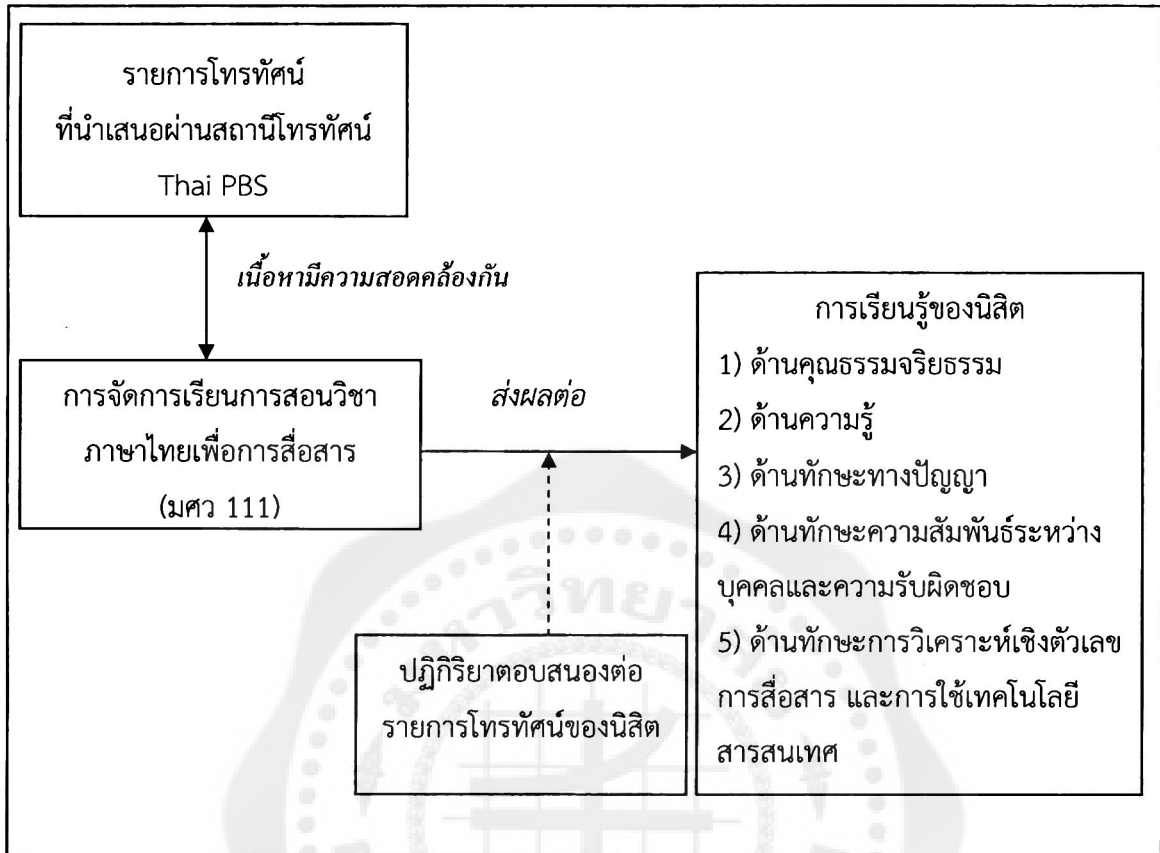 รายการโทรทัศน์
ที่นำเสนอผ่านสถานีโทรทัศน์
Thai PBS
เนื้อหามีความสอดคล้องกัน
การจัดการเรียนการสอนวิชา
ภาษาไทยเพื่อการสื่อสาร
(มศว 111)
ส่งผลต่อ
การเรียนรู้ของนิสิต
1) ด้านคุณธรรมจริยธรรม
2) ด้านความรู้
3) ด้านทักษะทางปัญญา
4) ด้านทักษะความสัมพันธ์ระหว่าง
บุคคลและความรับผิดชอบ
5) ด้านทักษะการวิเคราะห์เชิงตัวเลข
การสื่อสาร และการใช้เทคโนโลยี
สารสนเทศ
ปฏิกิริยาตอบสนองต่อ
รายการโทรทัศน์ของนิสิต